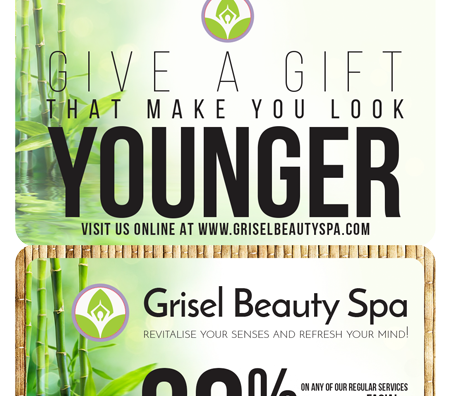 GIVE A GIFT
THAT MAKE YOU LOOK
YOUNGER
VISIT US ONLINE AT WWW.GRISELBEAUTYSPA.COM
Grisel Beauty Spa
REVITALISE YOUR SENSES AND REFRESH YOUR MIND!
%
ON ANY OF OUR REGULAR SERVICES